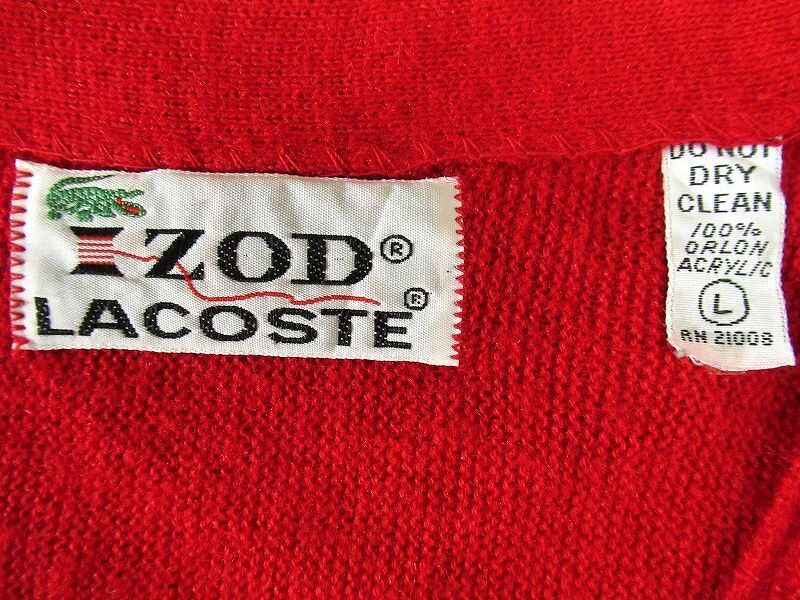 IZOD®
LACOSTE®
DO NOT
DRY
CLEAN
100%
ORLON
ACRYLIC
L
RN 21008